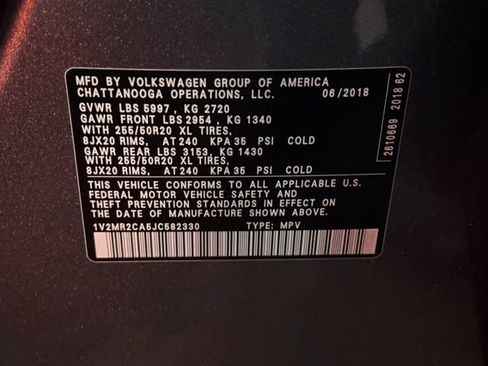 MFD BY VOLKSWAGEN GROUP OF AMERICA
CHATTANOOGA OPERATIONS, LLC. 06/2018
GVWR LBS 5997, KG 2720
GAWR FRONT LBS 2954, KG 1340
WITH 255/50R20 XL TIRES,
8JX20 RIMS, AT 240 KPA 35 PSI COLD
GAWR REAR LBS 3153, KG 1430
WITH 255/50R20 XL TIRES,
8JX20 RIMS, AT 240 KPA 35 PSI COLD
THIS VEHICLE CONFORMS TO ALL APPLICABLE U.S.
FEDERAL MOTOR VEHICLE SAFETY AND
THEFT PREVENTION STANDARDS IN EFFECT ON
THE DATE OF MANUFACTURE SHOWN ABOVE.
1V2MR2CA5JC582330 TYPE: MPV
2610669 2018 62